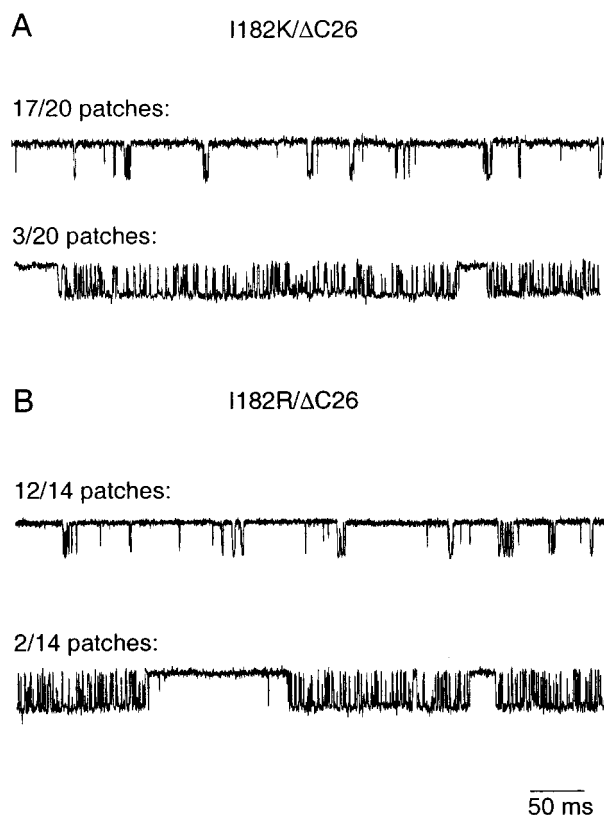 A
I182K/ΔC26
17/20 patches:
3/20 patches:
B
I182R/ΔC26
12/14 patches:
2/14 patches:
50 ms